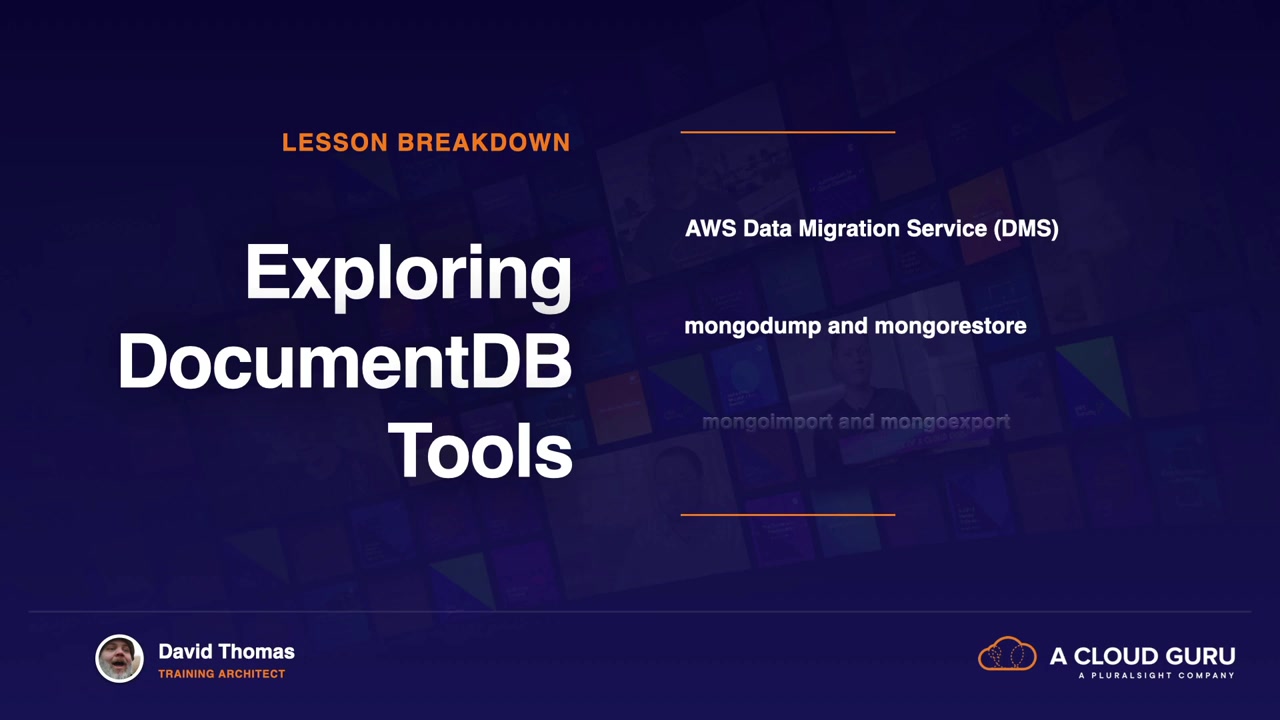 LESSON BREAKDOWN
Exploring
DocumentDB
Tools
AWS Data Migration Service (DMS)
mongodump and mongorestore
mongoimport and mongoexport
David Thomas
TRAINING ARCHITECT
A CLOUD GURU
A PLURALSIGHT COMPANY